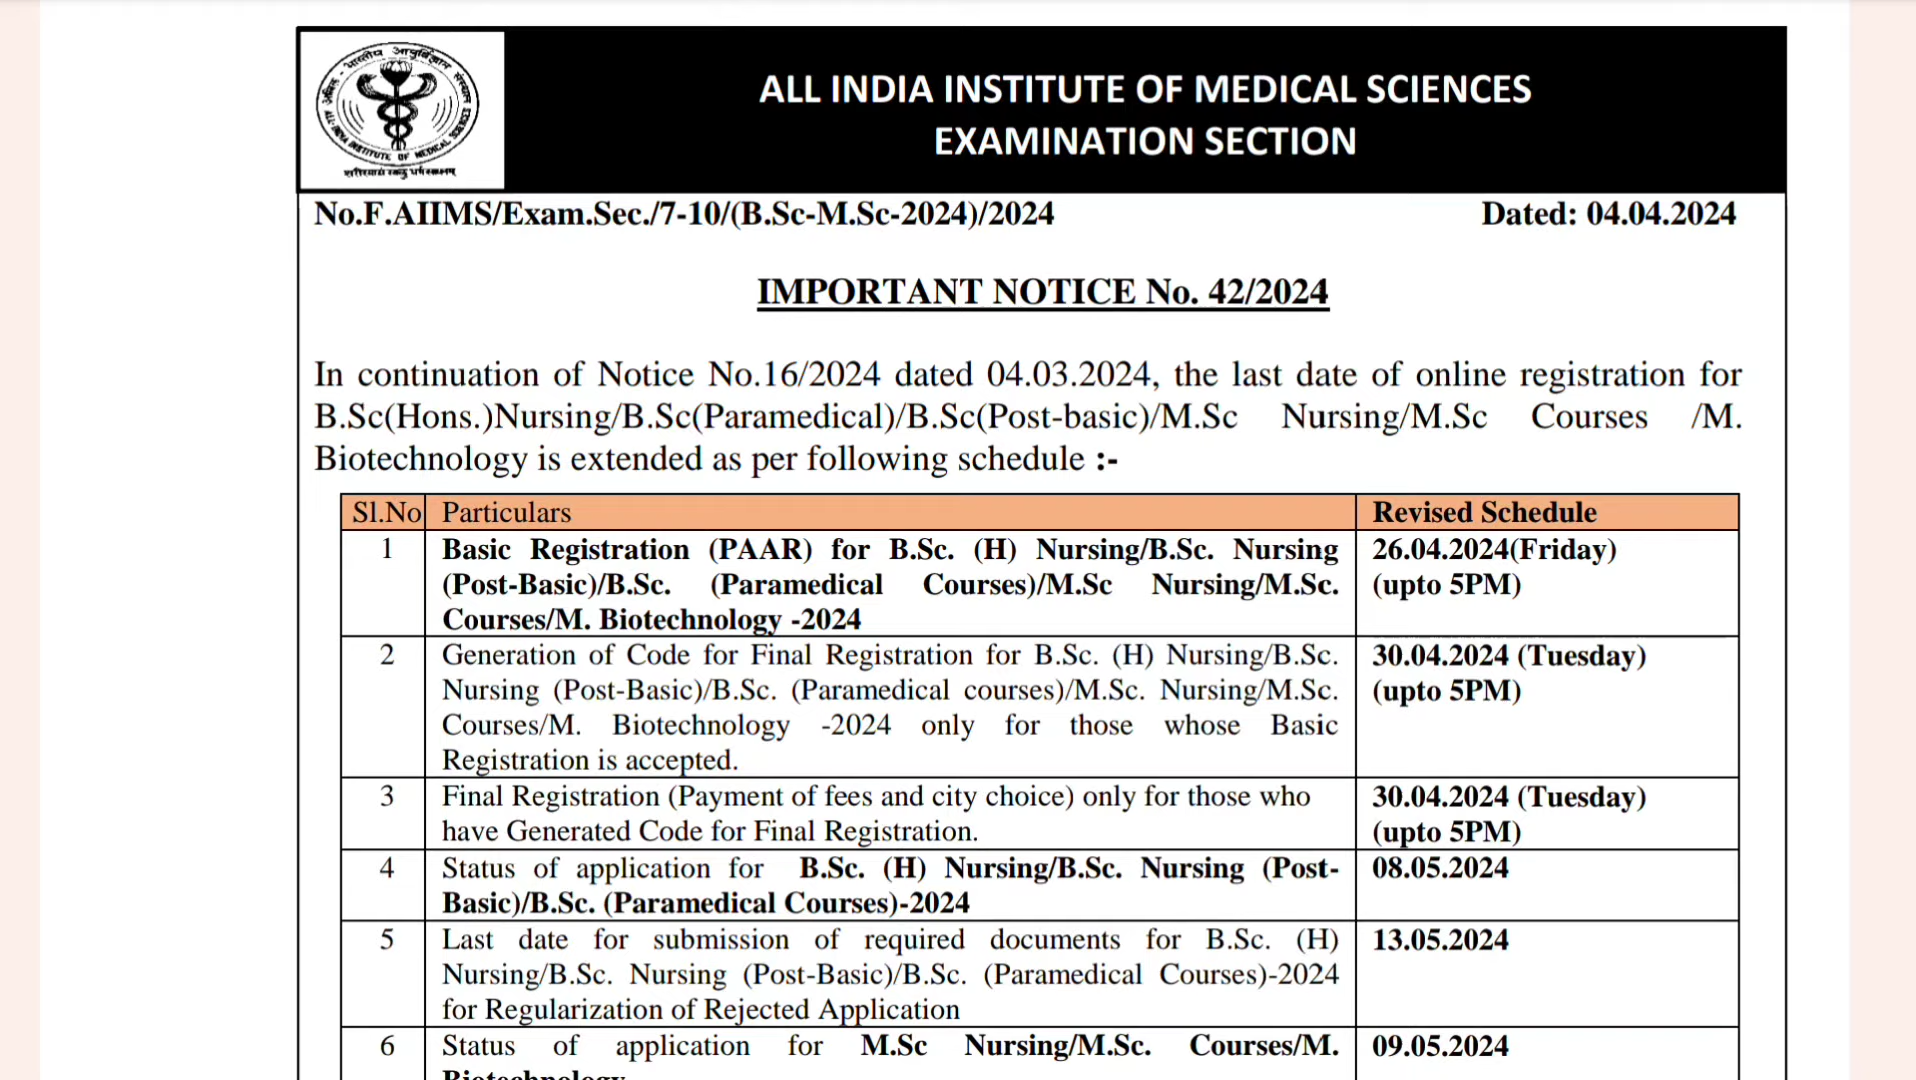 अखिल - भारतीय आयुर्विज्ञान संस्थान
ALL-INDIA INSTITUTE OF MEDICAL SCIENCES
ALL INDIA INSTITUTE OF MEDICAL SCIENCES
EXAMINATION SECTION
No.F.AIIMS/Exam.Sec./7-10/(B.Sc-M.Sc-2024)/2024 Dated: 04.04.2024
IMPORTANT NOTICE No. 42/2024
In continuation of Notice No.16/2024 dated 04.03.2024, the last date of online registration for
B.Sc(Hons.)Nursing/B.Sc(Paramedical)/B.Sc(Post-basic)/M.Sc Nursing/M.Sc Courses /M.
Biotechnology is extended as per following schedule :-
Sl.No Particulars Revised Schedule
1 Basic Registration (PAAR) for B.Sc. (H) Nursing/B.Sc. Nursing 26.04.2024(Friday)
(Post-Basic)/B.Sc. (Paramedical Courses)/M.Sc Nursing/M.Sc. (upto 5PM)
Courses/M. Biotechnology -2024
2 Generation of Code for Final Registration for B.Sc. (H) Nursing/B.Sc. 30.04.2024 (Tuesday)
Nursing (Post-Basic)/B.Sc. (Paramedical courses)/M.Sc. Nursing/M.Sc. (upto 5PM)
Courses/M. Biotechnology -2024 only for those whose Basic
Registration is accepted.
3 Final Registration (Payment of fees and city choice) only for those who 30.04.2024 (Tuesday)
have Generated Code for Final Registration. (upto 5PM)
4 Status of application for B.Sc. (H) Nursing/B.Sc. Nursing (Post- 08.05.2024
Basic)/B.Sc. (Paramedical Courses)-2024
5 Last date for submission of required documents for B.Sc. (H) 13.05.2024
Nursing/B.Sc. Nursing (Post-Basic)/B.Sc. (Paramedical Courses)-2024
for Regularization of Rejected Application
6 Status of application for M.Sc Nursing/M.Sc. Courses/M. 09.05.2024
Biotechnology